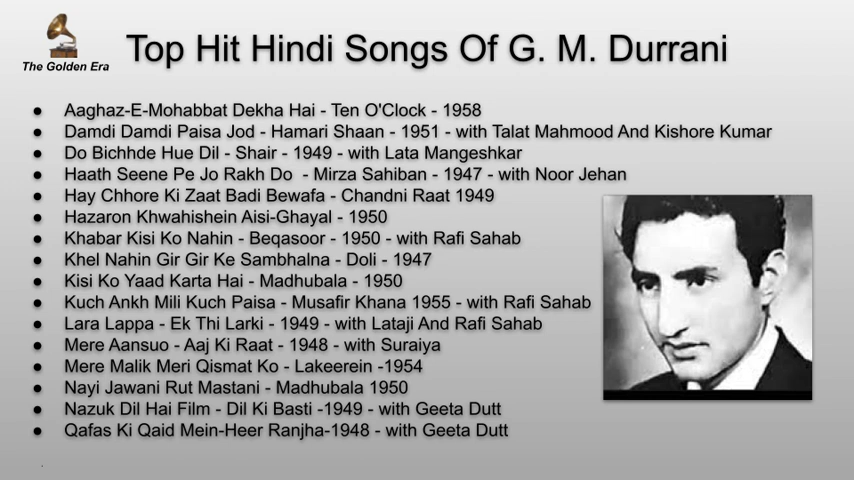 Top Hit Hindi Songs Of G. M. Durrani
The Golden Era
● Aaghaz-E-Mohabbat Dekha Hai - Ten O'Clock - 1958
● Damdi Damdi Paisa Jod - Hamari Shaan - 1951 - with Talat Mahmood And Kishore Kumar
● Do Bichhde Hue Dil - Shair - 1949 - with Lata Mangeshkar
● Haath Seene Pe Jo Rakh Do - Mirza Sahiban - 1947 - with Noor Jehan
● Hay Chhore Ki Zaat Badi Bewafa - Chandni Raat 1949
● Hazaron Khwahishein Aisi-Ghayal - 1950
● Khabar Kisi Ko Nahin - Beqasoor - 1950 - with Rafi Sahab
● Khel Nahin Gir Gir Ke Sambhalna - Doli - 1947
● Kisi Ko Yaad Karta Hai - Madhubala - 1950
● Kuch Ankh Mili Kuch Paisa - Musafir Khana 1955 - with Rafi Sahab
● Lara Lappa - Ek Thi Larki - 1949 - with Lataji And Rafi Sahab
● Mere Aansuo - Aaj Ki Raat - 1948 - with Suraiya
● Mere Malik Meri Qismat Ko - Lakeerein -1954
● Nayi Jawani Rut Mastani - Madhubala 1950
● Nazuk Dil Hai Film - Dil Ki Basti -1949 - with Geeta Dutt
● Qafas Ki Qaid Mein-Heer Ranjha-1948 - with Geeta Dutt